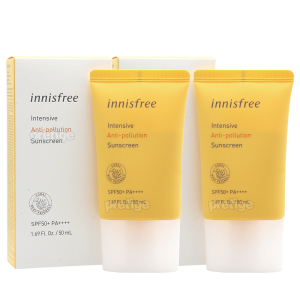 innisfree
Intensive
Anti-pollution
Sunscreen
SPF50+ PA++++
1.69 FL. OZ. / 50 mL
innisfree
Intensive
Anti-pollution
Sunscreen
SPF50+ PA++++
1.69 FL. OZ. / 50 mL
innisfree
Intensive
Anti-pollution
Sunscreen
SPF50+ PA++++
1.69 FL. OZ. / 50 mL